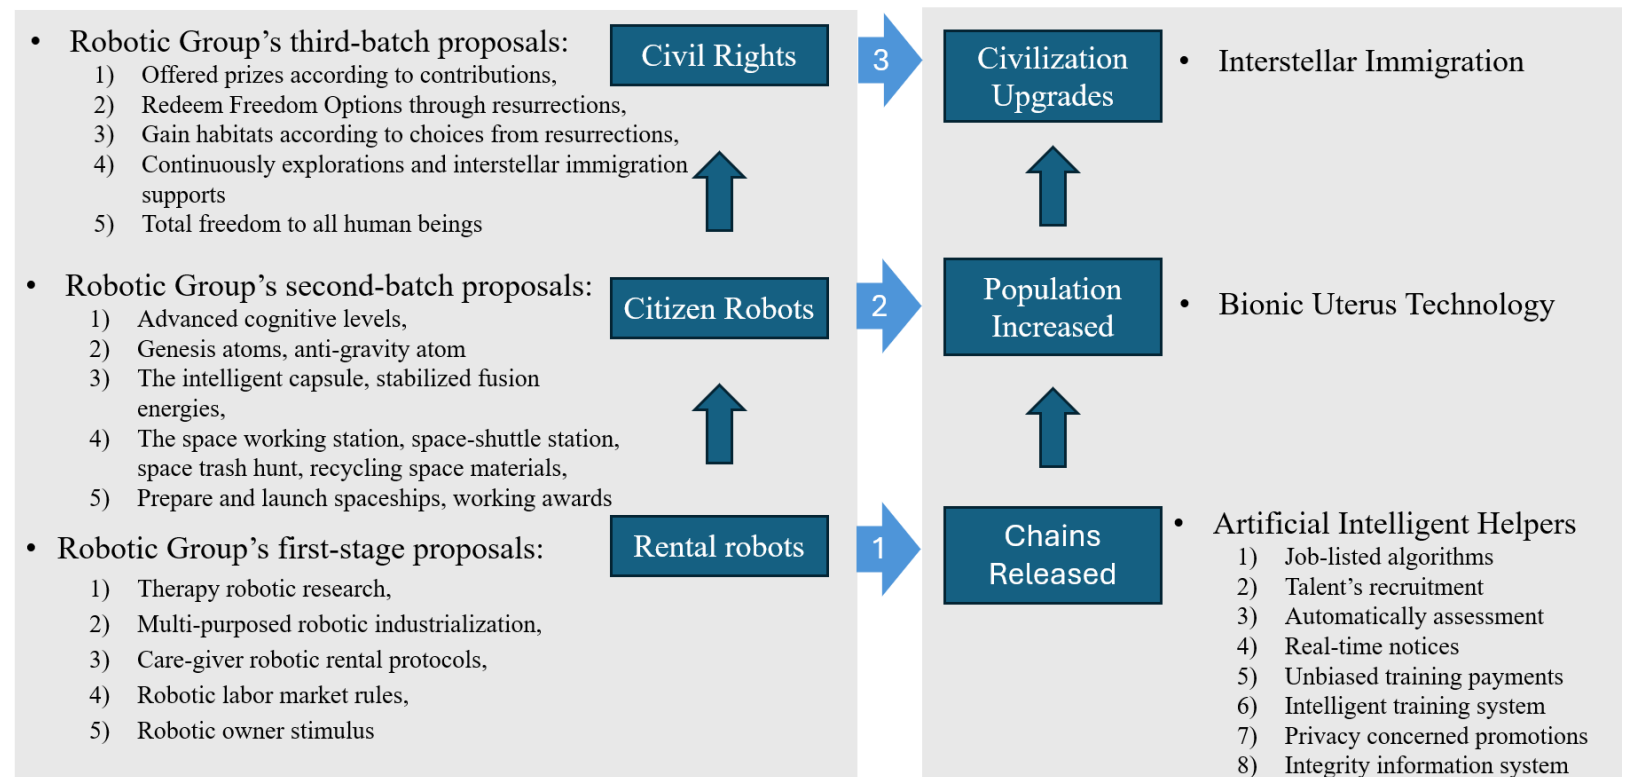 • Robotic Group’s third-batch proposals:
1) Offered prizes according to contributions,
2) Redeem Freedom Options through resurrections,
3) Gain habitats according to choices from resurrections,
4) Continuously explorations and interstellar immigration
supports
5) Total freedom to all human beings
Civil Rights
3
Civilization
Upgrades
• Interstellar Immigration
• Robotic Group’s second-batch proposals:
1) Advanced cognitive levels,
2) Genesis atoms, anti-gravity atom
3) The intelligent capsule, stabilized fusion
energies,
4) The space working station, space-shuttle station,
space trash hunt, recycling space materials,
5) Prepare and launch spaceships, working awards
Citizen Robots
2
Population
Increased
• Bionic Uterus Technology
• Robotic Group’s first-stage proposals:
1) Therapy robotic research,
2) Multi-purposed robotic industrialization,
3) Care-giver robotic rental protocols,
4) Robotic labor market rules,
5) Robotic owner stimulus
Rental robots
1
Chains
Released
• Artificial Intelligent Helpers
1) Job-listed algorithms
2) Talent’s recruitment
3) Automatically assessment
4) Real-time notices
5) Unbiased training payments
6) Intelligent training system
7) Privacy concerned promotions
8) Integrity information system